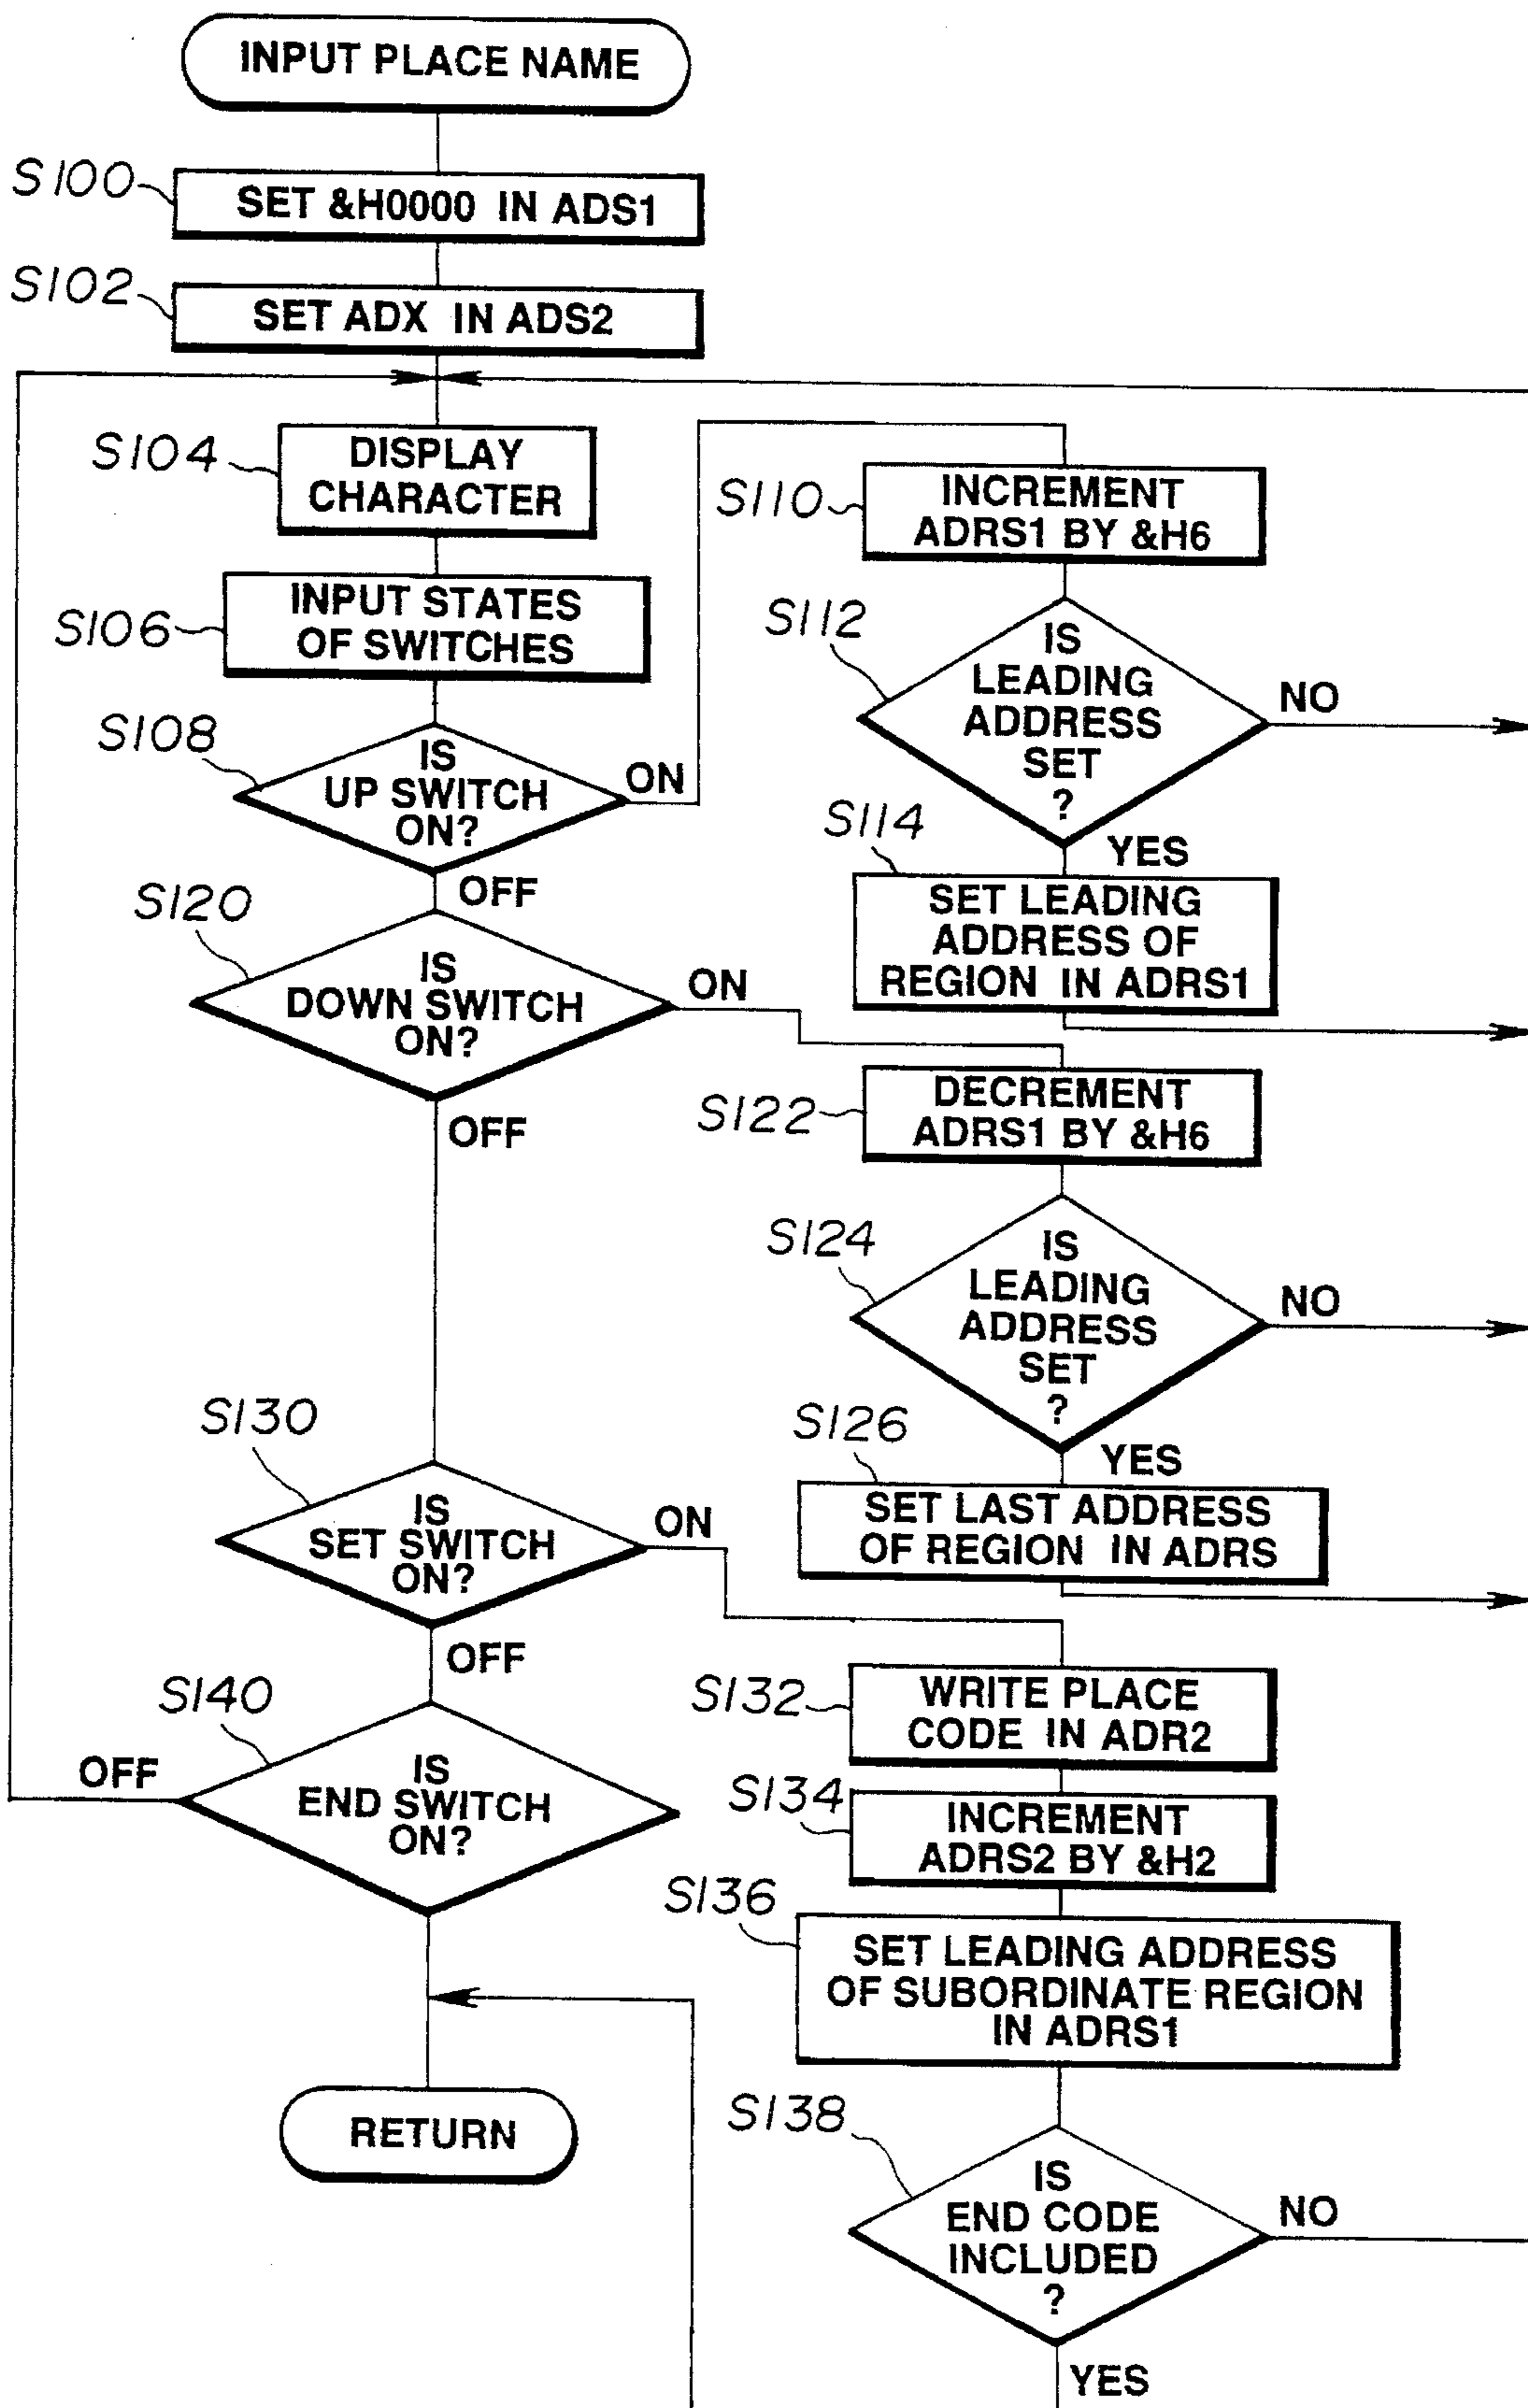 INPUT PLACE NAME
S100
SET &H0000 IN ADS1
S102
SET ADX IN ADS2
S104
DISPLAY
CHARACTER
S106
INPUT STATES
OF SWITCHES
S108
IS
UP SWITCH
ON?
ON
OFF
S110
INCREMENT
ADRS1 BY &H6
S112
IS
LEADING
ADDRESS
SET
?
NO
YES
S114
SET LEADING
ADDRESS OF
REGION IN ADRS1
S120
IS
DOWN SWITCH
ON?
ON
OFF
S122
DECREMENT
ADRS1 BY &H6
S124
IS
LEADING
ADDRESS
SET
?
NO
YES
S126
SET LAST ADDRESS
OF REGION IN ADRS
S130
IS
SET SWITCH
ON?
ON
OFF
S132
WRITE PLACE
CODE IN ADR2
S134
INCREMENT
ADRS2 BY &H2
S136
SET LEADING ADDRESS
OF SUBORDINATE REGION
IN ADRS1
S138
IS
END CODE
INCLUDED
?
NO
YES
S140
IS
END SWITCH
ON?
OFF
RETURN